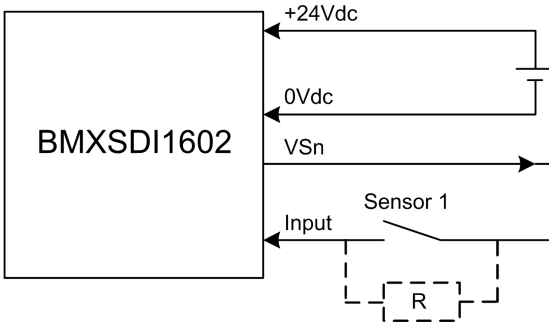 +24Vdc
0Vdc
BMXSDI1602
VSn
Sensor 1
Input
R